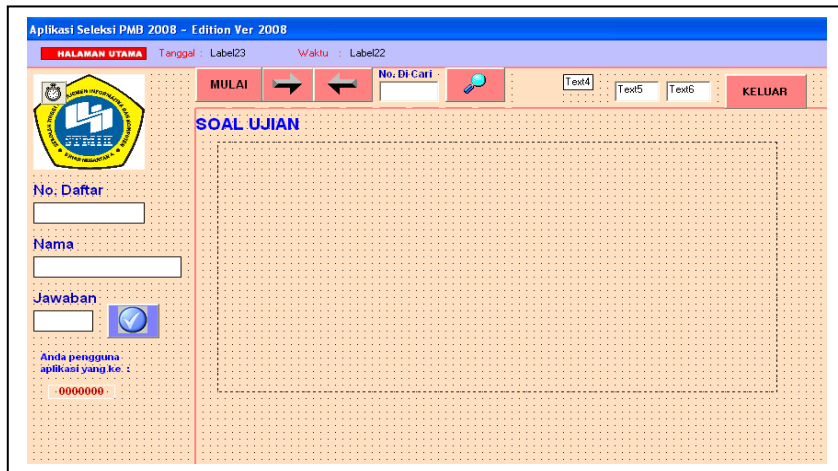 Aplikasi Seleksi PMB 2008 - Edition Ver 2008
HALAMAN UTAMA Tanggal : Label23 Waktu : Label22
MULAI
No. Di Cari
Text4
Text5
Text6
KELUAR
STMIK
SOAL UJIAN
No. Daftar
Nama
Jawaban
Anda pengguna
aplikasi yang ke :
0000000